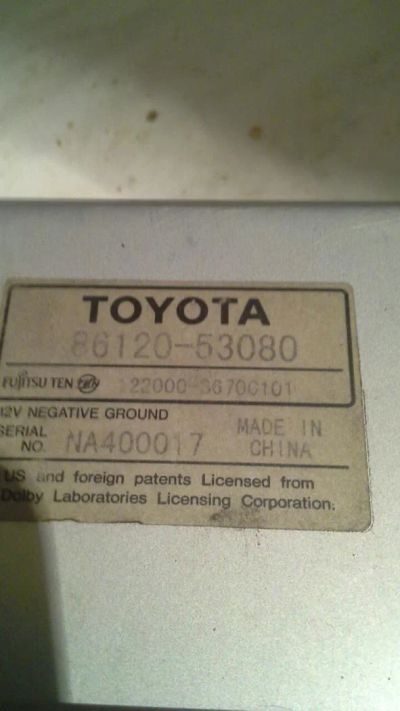 TOYOTA
86120-53080
FUJITSU TEN
122000-36700101
12V NEGATIVE GROUND
SERIAL NO. NA400017
MADE IN CHINA
US and foreign patents Licensed from
Dolby Laboratories Licensing Corporation.